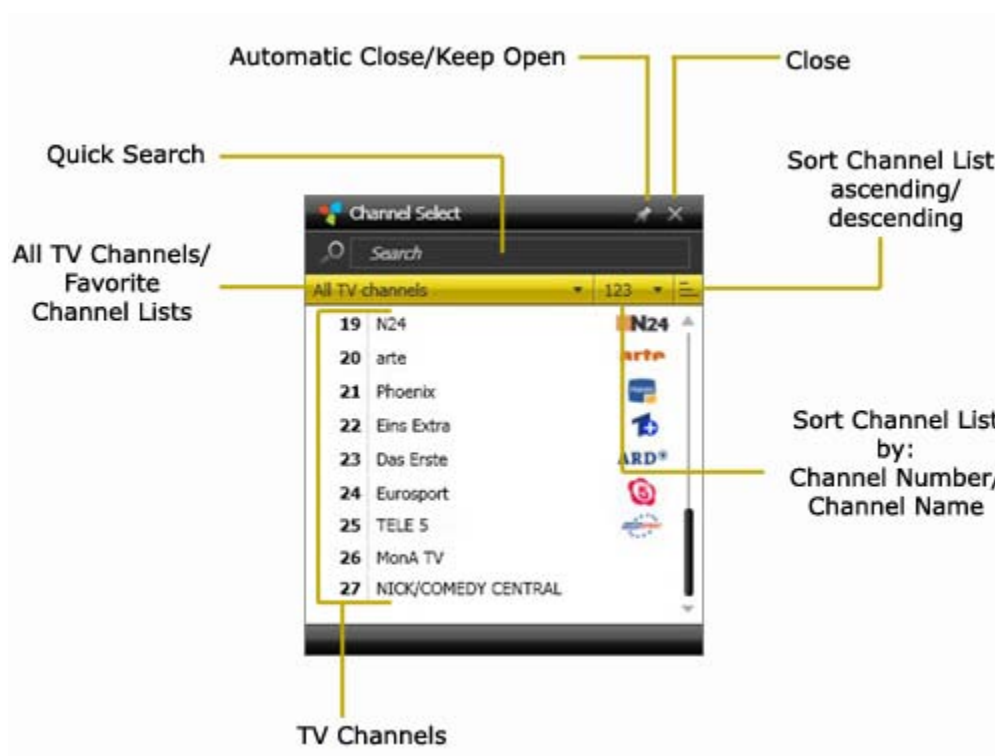 Automatic Close/Keep Open
Close
Quick Search
Sort Channel List
ascending/
descending
Channel Select
Search
All TV Channels/
Favorite
Channel Lists
All TV channels
123
19 N24 N24
20 arte arte
21 Phoenix
22 Eins Extra
23 Das Erste ARD
24 Eurosport
25 TELE 5
26 MonA TV
27 NICK/COMEDY CENTRAL
Sort Channel List
by:
Channel Number/
Channel Name
TV Channels